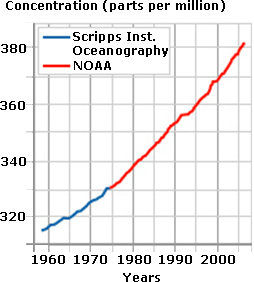 Concentration (parts per million)
Scripps Inst.
Oceanography
NOAA
380
360
340
320
1960 1970 1980 1990 2000
Years